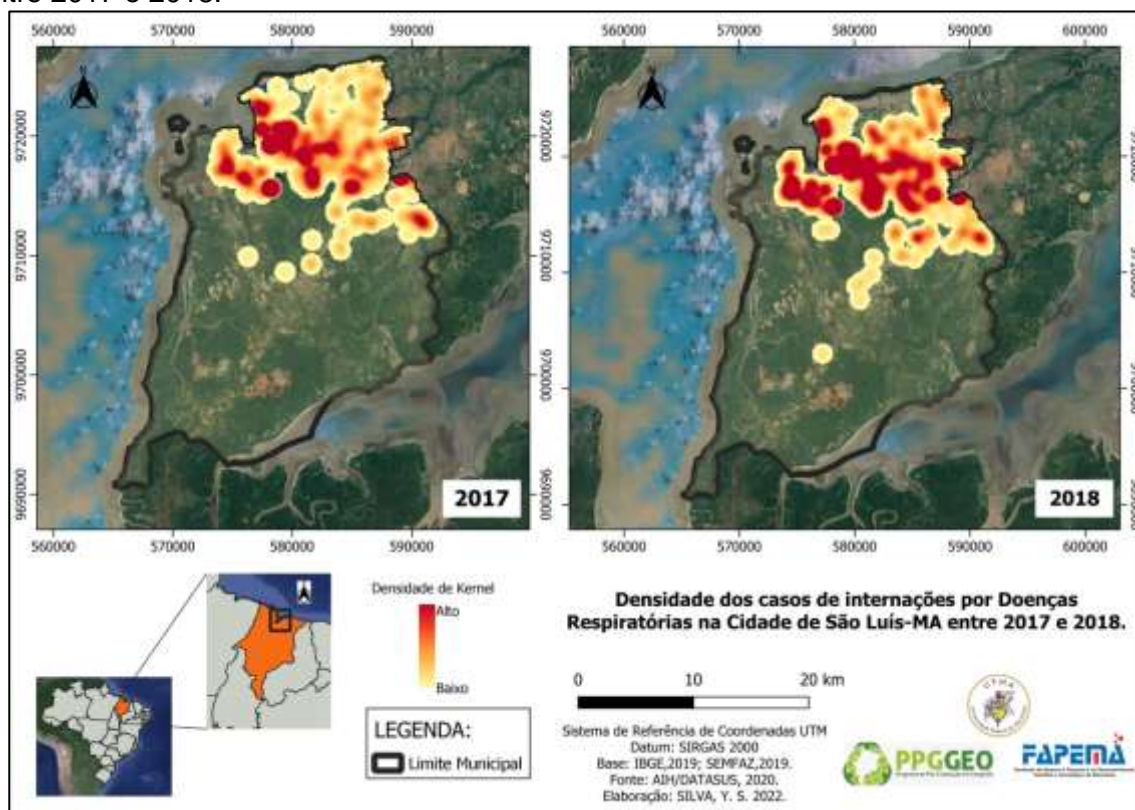 ntre 2017 e 2018.
560000 570000 580000 590000
560000 570000 580000 590000 600000
9720000
9710000
9700000
9690000
9720000
9710000
9700000
9690000
2017
2018
560000 570000 580000 590000
560000 570000 580000 590000 600000
Densidade de Kernel
Alto
Baixo
LEGENDA:
Limite Municipal
Densidade dos casos de internações por Doenças
Respiratórias na Cidade de São Luís-MA entre 2017 e 2018.
0 10 20 km
Sistema de Referência de Coordenadas UTM
Datum: SIRGAS 2000
Base: IBGE,2019; SEMFAZ,2019.
Fonte: AIH/DATASUS, 2020.
Elaboração: SILVA, Y. S. 2022.
PPGGEO
FAPEMA